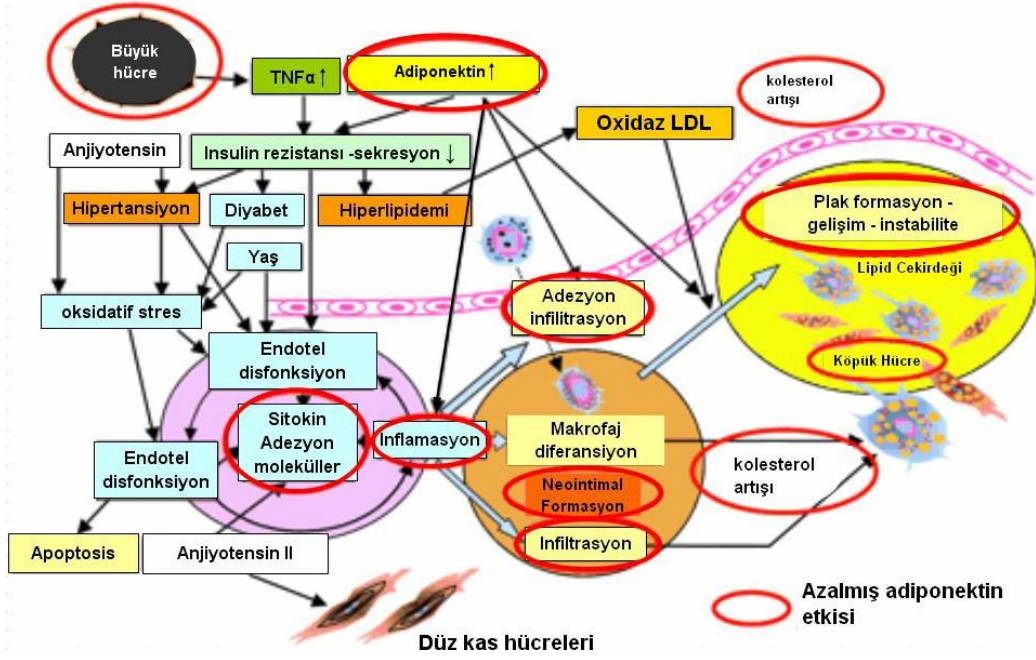 Büyük
hücre
TNFα ↑
Adiponektin ↑
kolesterol
artışı
Oxidaz LDL
Anjiyotensin
Insulin rezistansı -sekresyon ↓
Hipertansiyon
Diyabet
Hiperlipidemi
Plak formasyon -
gelişim - instabilite
Yaş
Lipid Cekirdeği
oksidatif stres
Adezyon
infilitrasyon
Endotel
disfonksiyon
Köpük Hücre
Sitokin
Adezyon
moleküller
Inflamasyon
Makrofaj
diferansiyon
Endotel
disfonksiyon
kolesterol
artışı
Neointimal
Formasyon
Infiltrasyon
Apoptosis
Anjiyotensin II
Azalmış adiponektin
etkisi
Düz kas hücreleri